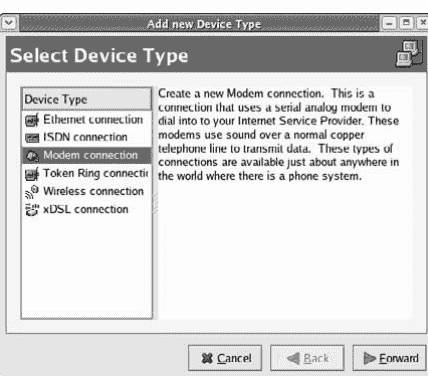 Add new Device Type
Select Device Type
Device Type
Ethernet connection
ISDN connection
Modem connection
Token Ring connectic
Wireless connection
xDSL connection
Create a new Modem connection. This is a
connection that uses a serial analog modem to
dial into to your Internet Service Provider. These
modems use sound over a normal copper
telephone line to transmit data. These types of
connections are available just about anywhere in
the world where there is a phone system.
Cancel
Back
Forward